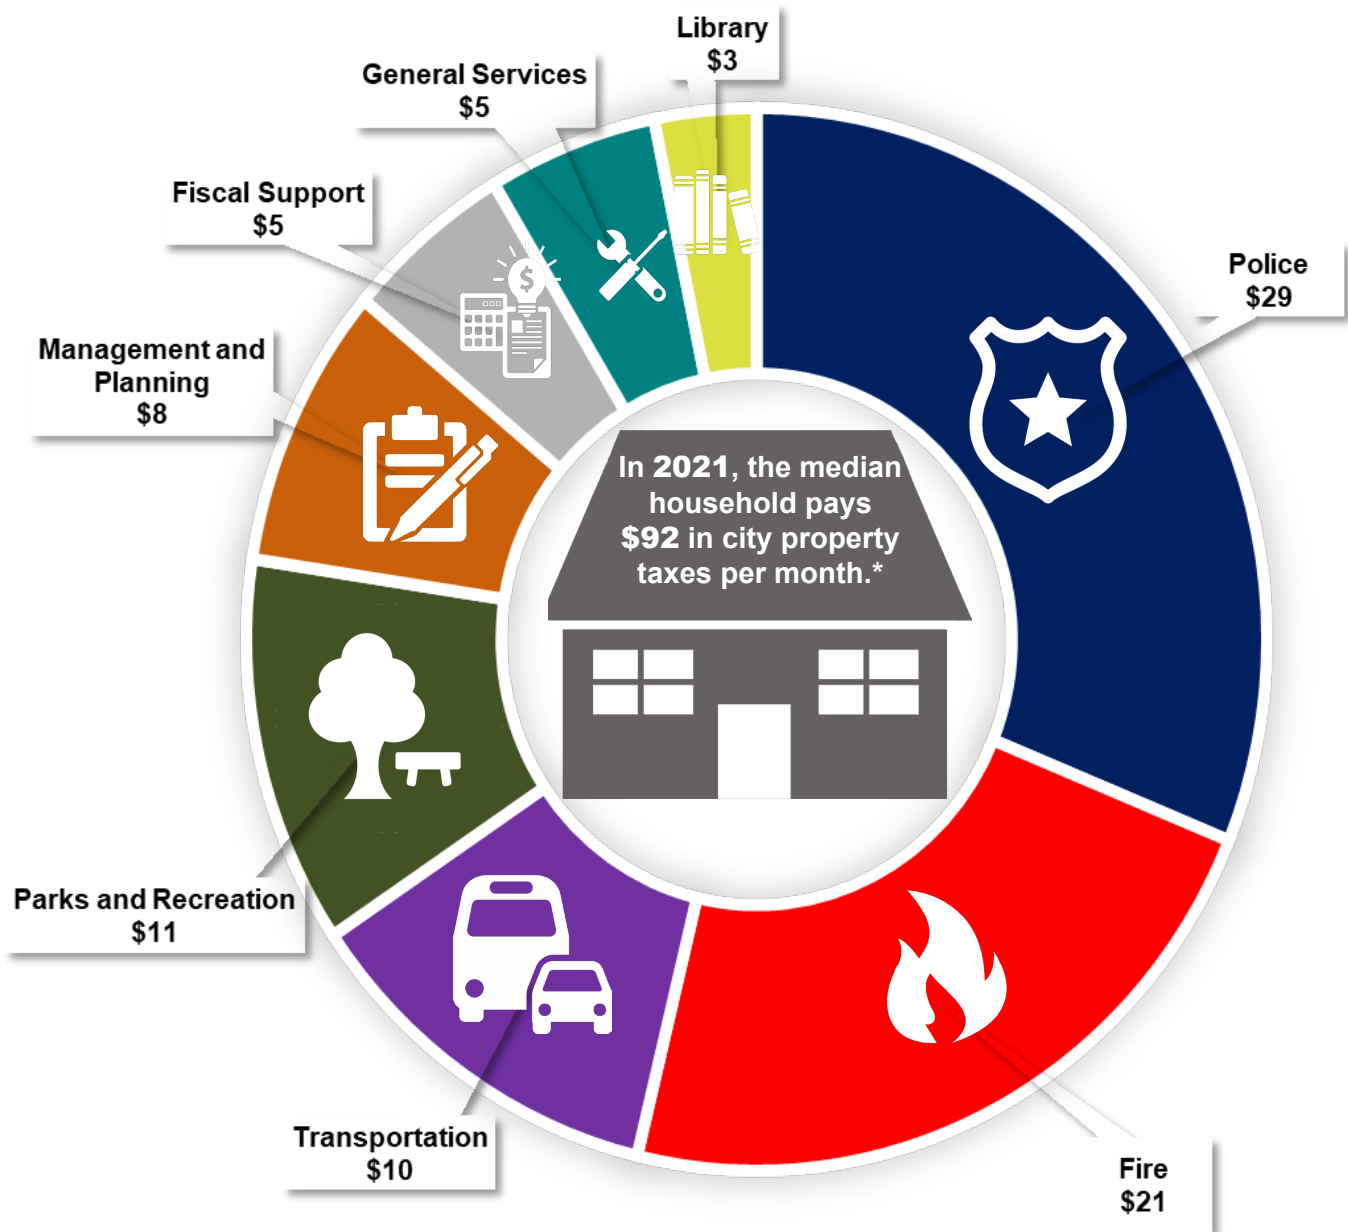 Library
$3
General Services
$5
Fiscal Support
$5
Police
$29
Management and
Planning
$8
In 2021, the median
household pays
$92 in city property
taxes per month.*
$
Parks and Recreation
$11
Transportation
$10
Fire
$21